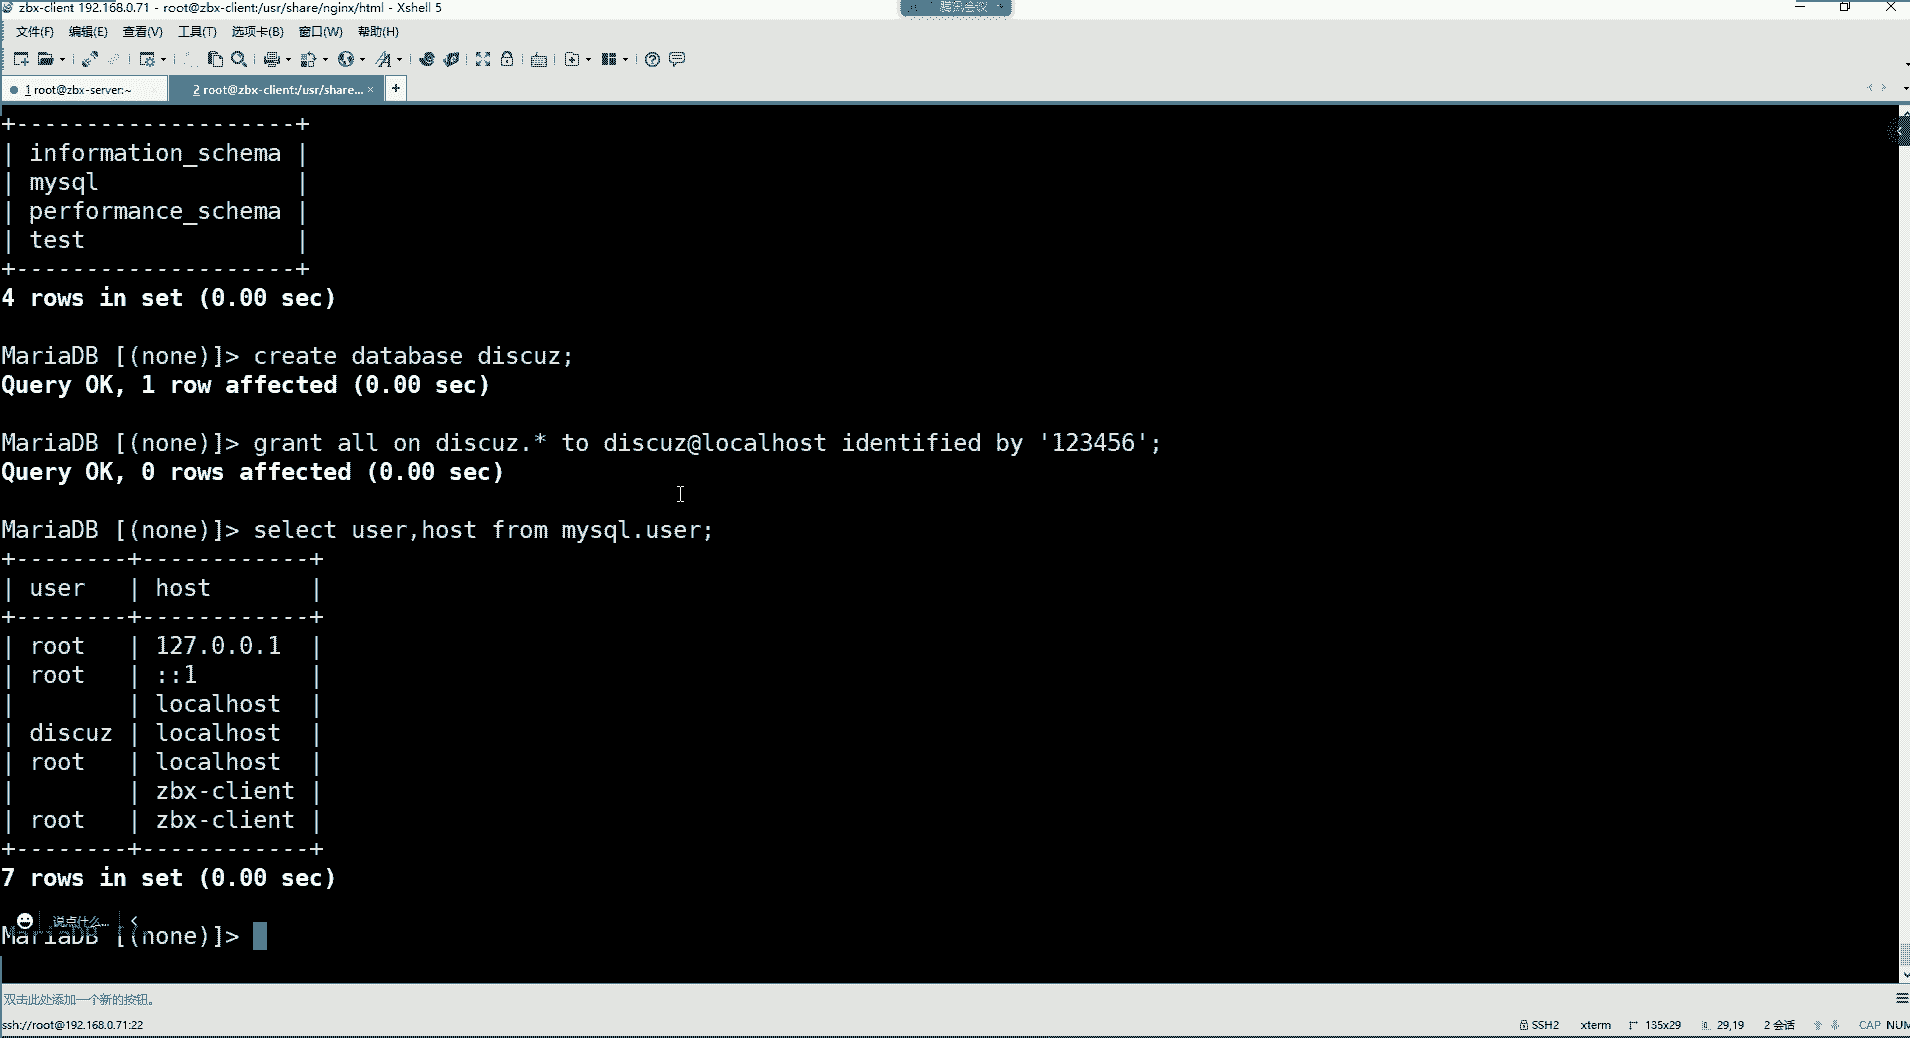 zbx-client 192.168.0.71 - root@zbx-client:/usr/share/nginx/html - Xshell 5
腾讯会议
文件(F) 编辑(E) 查看(V) 工具(T) 选项卡(B) 窗口(W) 帮助(H)
1 root@zbx-server:~ 2 root@zbx-client:/usr/share... × +
+--------------------+
| information_schema |
| mysql              |
| performance_schema |
| test               |
+--------------------+
4 rows in set (0.00 sec)
MariaDB [(none)]> create database discuz;
Query OK, 1 row affected (0.00 sec)
MariaDB [(none)]> grant all on discuz.* to discuz@localhost identified by '123456';
Query OK, 0 rows affected (0.00 sec)
MariaDB [(none)]> select user,host from mysql.user;
+--------+------------+
| user   | host       |
+--------+------------+
| root   | 127.0.0.1  |
| root   | ::1        |
|        | localhost  |
| discuz | localhost  |
| root   | localhost  |
|        | zbx-client |
| root   | zbx-client |
+--------+------------+
7 rows in set (0.00 sec)
说点什么...
MariaDB [(none)]>
双击此处添加一个新的按钮。
ssh://root@192.168.0.71:22 SSH2 xterm 135x29 29,19 2 会话 CAP NUM